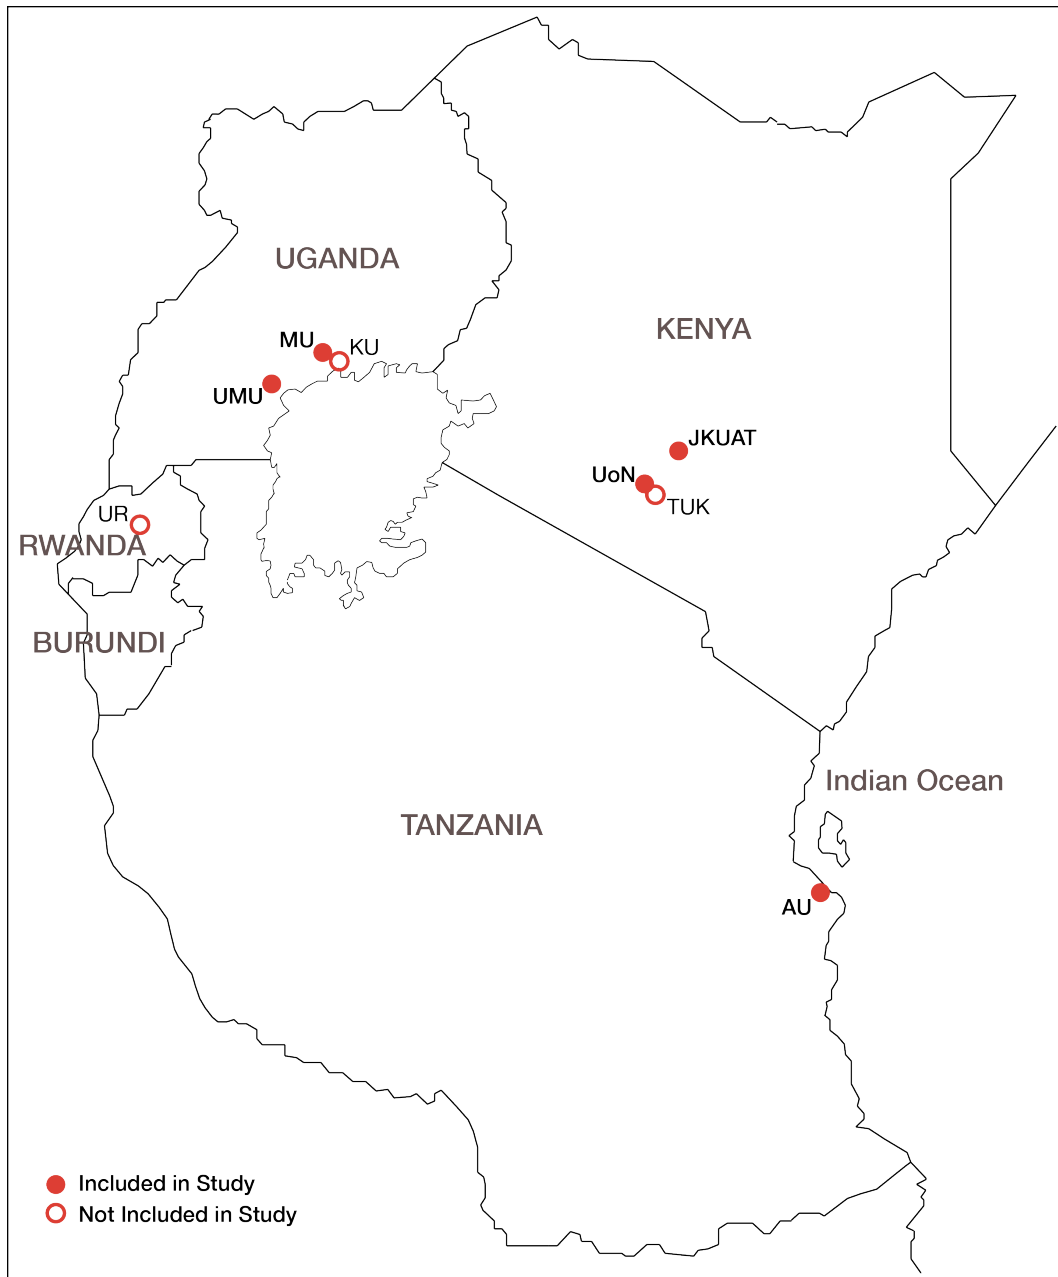 UGANDA
KENYA
MU
KU
UMU
JKUAT
UoN
TUK
UR
RWANDA
BURUNDI
Indian Ocean
TANZANIA
AU
Included in Study
Not Included in Study